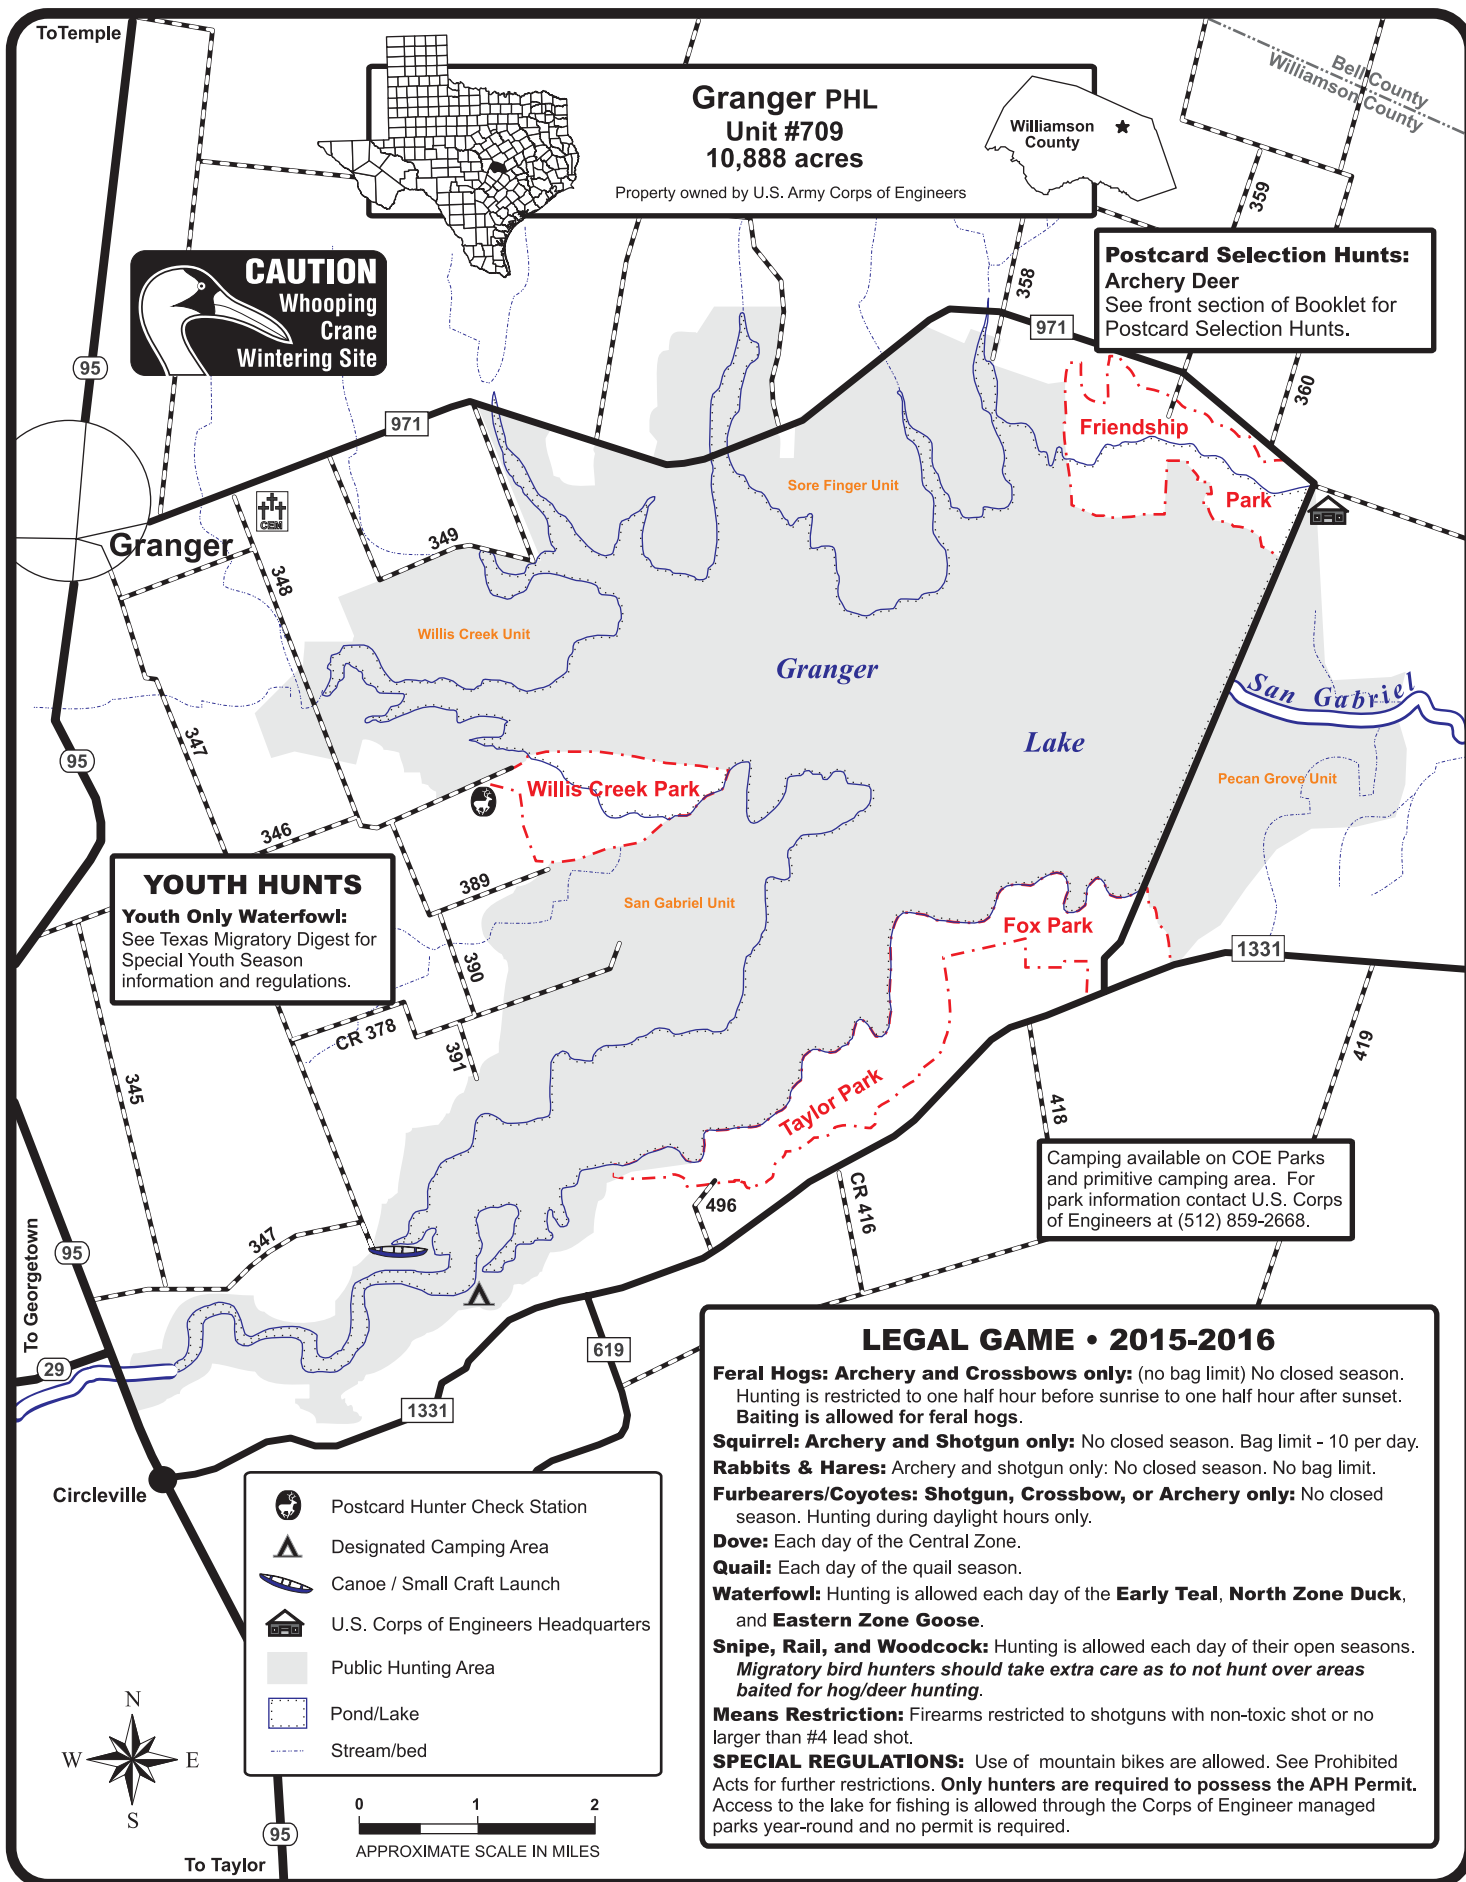 To Temple
Granger PHL
Unit #709
10,888 acres
Property owned by U.S. Army Corps of Engineers
Williamson
County
Bell County
Williamson County
359
358
971
360
Postcard Selection Hunts:
Archery Deer
See front section of Booklet for
Postcard Selection Hunts.
CAUTION
Whooping
Crane
Wintering Site
95
971
CEM
Granger
349
348
Sore Finger Unit
Friendship
Park
Willis Creek Unit
Granger
Lake
San Gabriel
347
95
Pecan Grove Unit
Willis Creek Park
346
389
San Gabriel Unit
Fox Park
1331
YOUTH HUNTS
Youth Only Waterfowl:
See Texas Migratory Digest for
Special Youth Season
information and regulations.
390
CR 378
391
345
419
418
Taylor Park
496
CR 416
Camping available on COE Parks
and primitive camping area. For
park information contact U.S. Corps
of Engineers at (512) 859-2668.
347
To Georgetown
95
29
619
1331
Circleville
LEGAL GAME • 2015-2016
Feral Hogs: Archery and Crossbows only: (no bag limit) No closed season.
Hunting is restricted to one half hour before sunrise to one half hour after sunset.
Baiting is allowed for feral hogs.
Squirrel: Archery and Shotgun only: No closed season. Bag limit - 10 per day.
Rabbits & Hares: Archery and shotgun only: No closed season. No bag limit.
Furbearers/Coyotes: Shotgun, Crossbow, or Archery only: No closed
season. Hunting during daylight hours only.
Dove: Each day of the Central Zone.
Quail: Each day of the quail season.
Waterfowl: Hunting is allowed each day of the Early Teal, North Zone Duck,
and Eastern Zone Goose.
Snipe, Rail, and Woodcock: Hunting is allowed each day of their open seasons.
Migratory bird hunters should take extra care as to not hunt over areas
baited for hog/deer hunting.
Means Restriction: Firearms restricted to shotguns with non-toxic shot or no
larger than #4 lead shot.
SPECIAL REGULATIONS: Use of mountain bikes are allowed. See Prohibited
Acts for further restrictions. Only hunters are required to possess the APH Permit.
Access to the lake for fishing is allowed through the Corps of Engineer managed
parks year-round and no permit is required.
Postcard Hunter Check Station
Designated Camping Area
Canoe / Small Craft Launch
U.S. Corps of Engineers Headquarters
Public Hunting Area
Pond/Lake
Stream/bed
N
W E
S
0 1 2
APPROXIMATE SCALE IN MILES
95
To Taylor